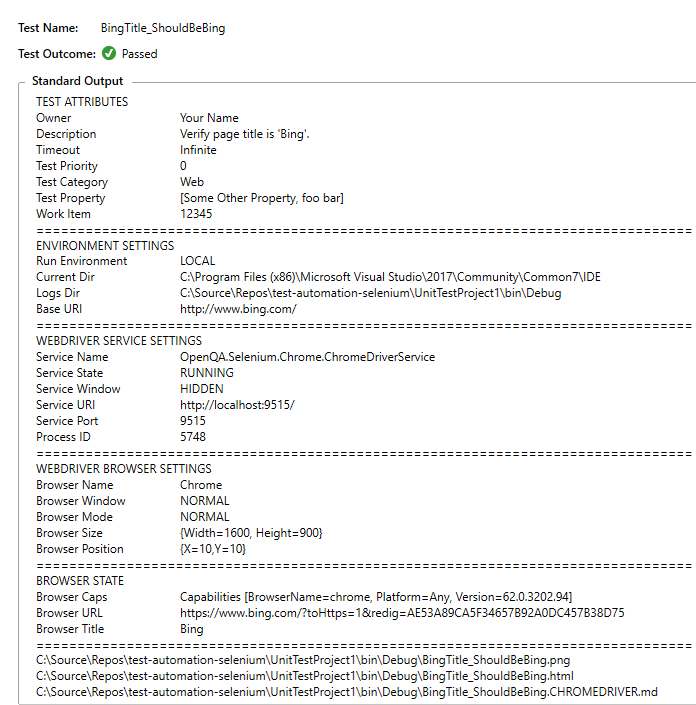 Test Name: BingTitle_ShouldBeBing
Test Outcome: Passed
Standard Output
TEST ATTRIBUTES
Owner Your Name
Description Verify page title is 'Bing'.
Timeout Infinite
Test Priority 0
Test Category Web
Test Property [Some Other Property, foo bar]
Work Item 12345
================================================================================
ENVIRONMENT SETTINGS
Run Environment LOCAL
Current Dir C:\Program Files (x86)\Microsoft Visual Studio\2017\Community\Common7\IDE
Logs Dir C:\Source\Repos\test-automation-selenium\UnitTestProject1\bin\Debug
Base URI http://www.bing.com/
================================================================================
WEBDRIVER SERVICE SETTINGS
Service Name OpenQA.Selenium.Chrome.ChromeDriverService
Service State RUNNING
Service Window HIDDEN
Service URI http://localhost:9515/
Service Port 9515
Process ID 5748
================================================================================
WEBDRIVER BROWSER SETTINGS
Browser Name Chrome
Browser Window NORMAL
Browser Mode NORMAL
Browser Size {Width=1600, Height=900}
Browser Position {X=10,Y=10}
================================================================================
BROWSER STATE
Browser Caps Capabilities [BrowserName=chrome, Platform=Any, Version=62.0.3202.94]
Browser URL https://www.bing.com/?toHttps=1&redig=AE53A89CA5F34657B92A0DC457B38D75
Browser Title Bing
================================================================================
C:\Source\Repos\test-automation-selenium\UnitTestProject1\bin\Debug\BingTitle_ShouldBeBing.png
C:\Source\Repos\test-automation-selenium\UnitTestProject1\bin\Debug\BingTitle_ShouldBeBing.html
C:\Source\Repos\test-automation-selenium\UnitTestProject1\bin\Debug\BingTitle_ShouldBeBing.CHROMEDRIVER.md